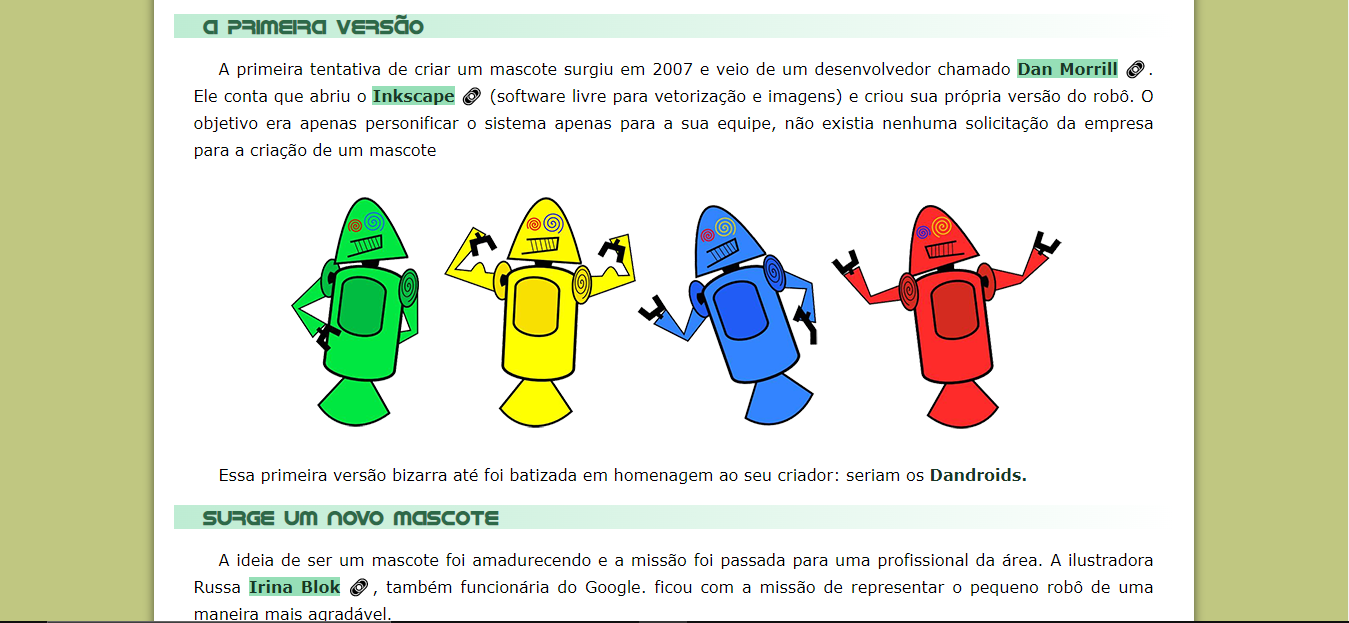 A PRIMEIRA VERSÃO
A primeira tentativa de criar um mascote surgiu em 2007 e veio de um desenvolvedor chamado Dan Morrill .
Ele conta que abriu o Inkscape (software livre para vetorização e imagens) e criou sua própria versão do robô. O
objetivo era apenas personificar o sistema apenas para a sua equipe, não existia nenhuma solicitação da empresa
para a criação de um mascote
Essa primeira versão bizarra até foi batizada em homenagem ao seu criador: seriam os Dandroids.
SURGE UM NOVO MASCOTE
A ideia de ser um mascote foi amadurecendo e a missão foi passada para uma profissional da área. A ilustradora
Russa Irina Blok , também funcionária do Google. ficou com a missão de representar o pequeno robô de uma
maneira mais agradável.